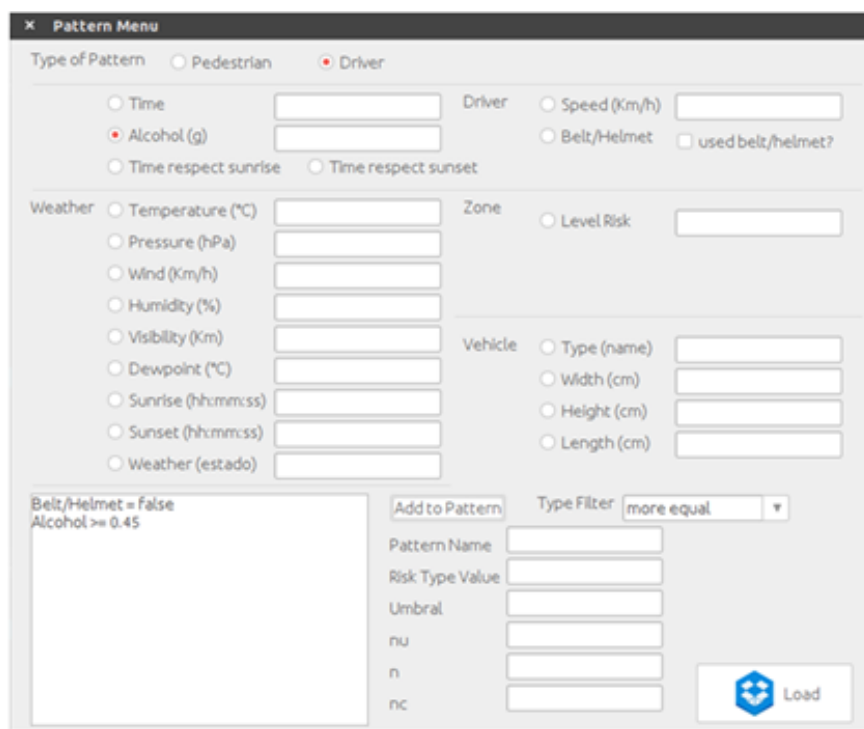 × Pattern Menu
Type of Pattern Pedestrian Driver
Time Driver Speed (Km/h)
Alcohol (g) Belt/Helmet used belt/helmet?
Time respect sunrise Time respect sunset
Weather Temperature (°C) Zone
Level Risk
Pressure (hPa)
Wind (Km/h)
Humidity (%)
Visibility (Km) Vehicle Type (name)
Dewpoint (°C) Width (cm)
Sunrise (hh:mm:ss) Height (cm)
Sunset (hh:mm:ss) Length (cm)
Weather (estado)
Belt/Helmet = false
Alcohol >= 0.45
Add to Pattern Type Filter more equal
Pattern Name
Risk Type Value
Umbral
nu
n
nc
Load